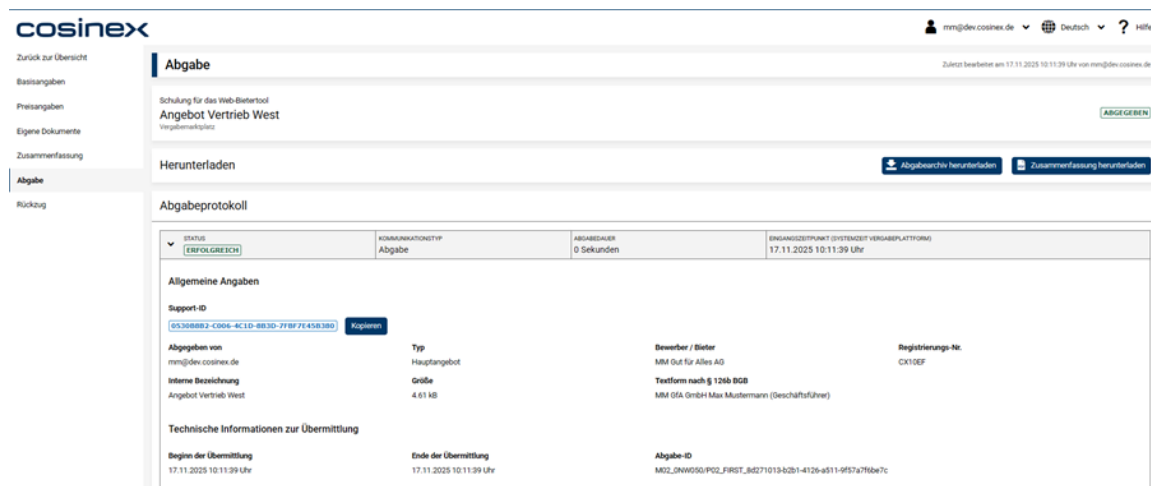 cosinex
mm@dev.cosinex.de Deutsch ? Hilfe
Zurück zur Übersicht
Basisangaben
Preisangaben
Eigene Dokumente
Zusammenfassung
Abgabe
Rückzug
Abgabe
Zuletzt bearbeitet am 17.11.2025 10:11:39 Uhr von mm@dev.cosinex.de
Schulung für das Web-Bietertool
Angebot Vertrieb West
Vergabemarktplatz
ABGEGEBEN
Herunterladen
Abgabearchiv herunterladen
Zusammenfassung herunterladen
Abgabeprotokoll
STATUS KOMMUNIKATIONSTYP ABGABEDAUER EINGANGSZEITPUNKT (SYSTEMZEIT VERGABEPLATTFORM)
ERFOLGREICH Abgabe 0 Sekunden 17.11.2025 10:11:39 Uhr
Allgemeine Angaben
Support-ID
Kopieren
Abgegeben von Typ Bewerber / Bieter Registrierungs-Nr.
mm@dev.cosinex.de Hauptangebot MM Gut für Alles AG CX10EF
Interne Bezeichnung Größe Textform nach § 126b BGB
Angebot Vertrieb West 4.61 kB MM GfA GmbH Max Mustermann (Geschäftsführer)
Technische Informationen zur Übermittlung
Beginn der Übermittlung Ende der Übermittlung Abgabe-ID
17.11.2025 10:11:39 Uhr 17.11.2025 10:11:39 Uhr